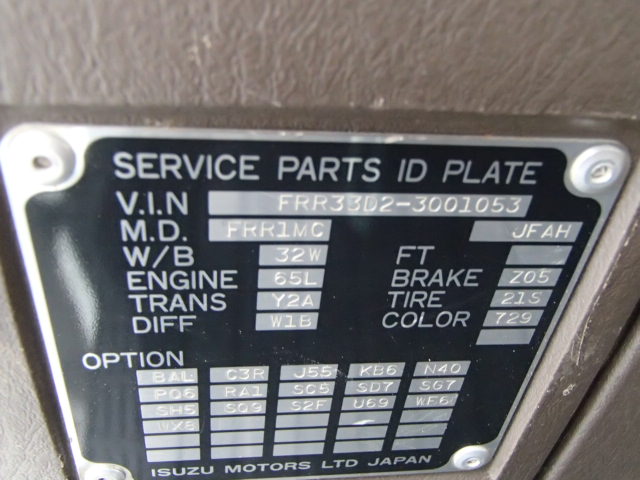 SERVICE PARTS ID PLATE
V.I.N FRR33D2-3001053
M.D. FRR1MC JFAH
W/B 32W FT
ENGINE 65L BRAKE Z05
TRANS Y2A TIRE 21S
DIFF W1B COLOR 729
OPTION
BAL C3R J55 KB6 N40
PQ6 RA1 SC5 SD7 SG7
SH5 SQ9 S2F U69 WF6
ISUZU MOTORS LTD JAPAN